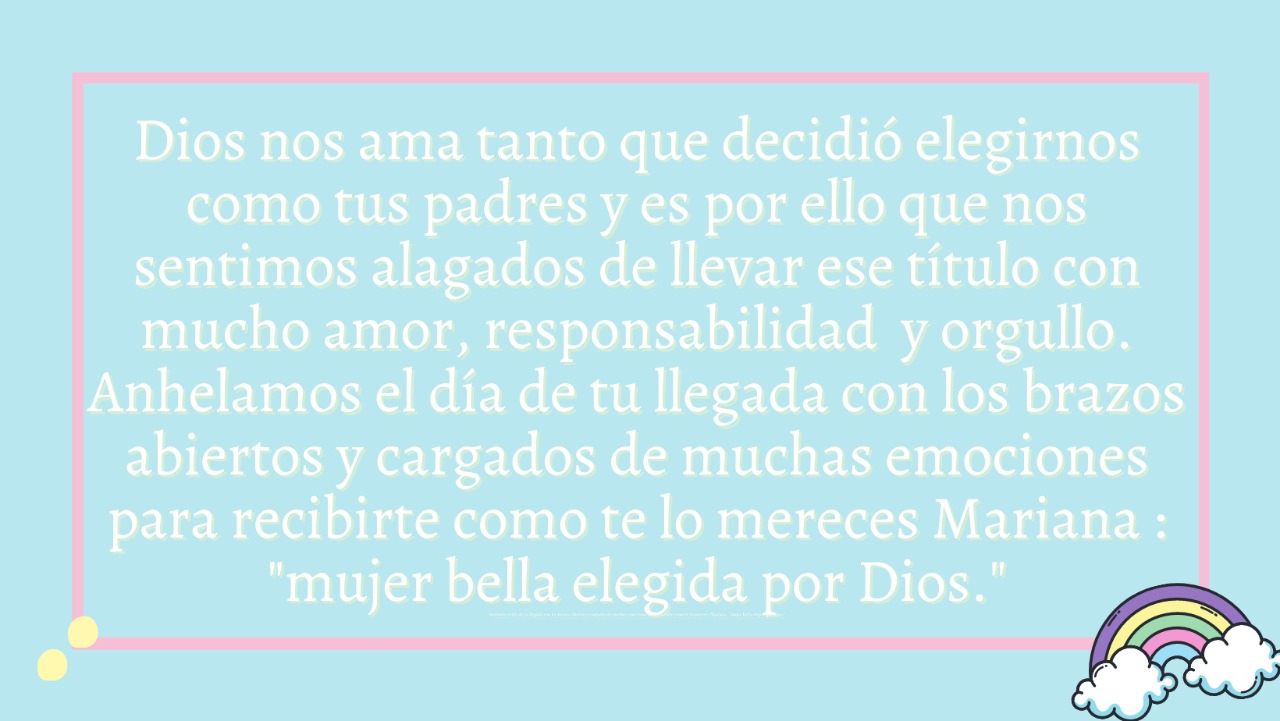 Dios nos ama tanto que decidió elegirnos
como tus padres y es por ello que nos
sentimos alagados de llevar ese título con
mucho amor, responsabilidad  y orgullo.
Anhelamos el día de tu llegada con los brazos
abiertos y cargados de muchas emociones
para recibirte como te lo mereces Mariana :
"mujer bella elegida por Dios."